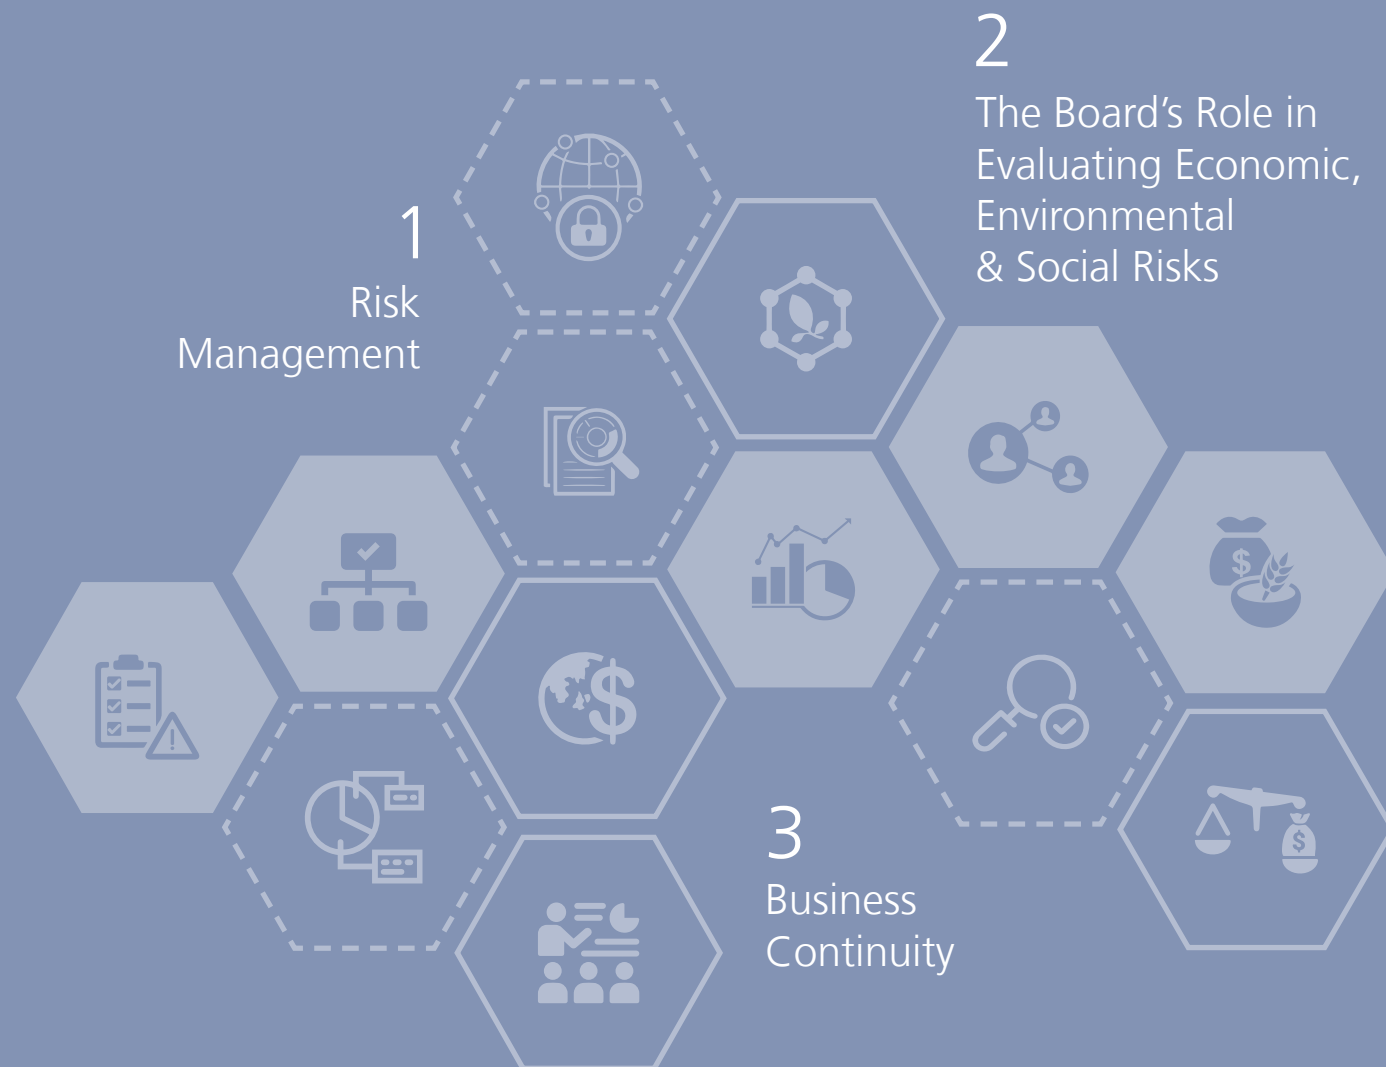 1
Risk
Management
2
The Board’s Role in
Evaluating Economic,
Environmental
& Social Risks
$
$
$
3
Business
Continuity